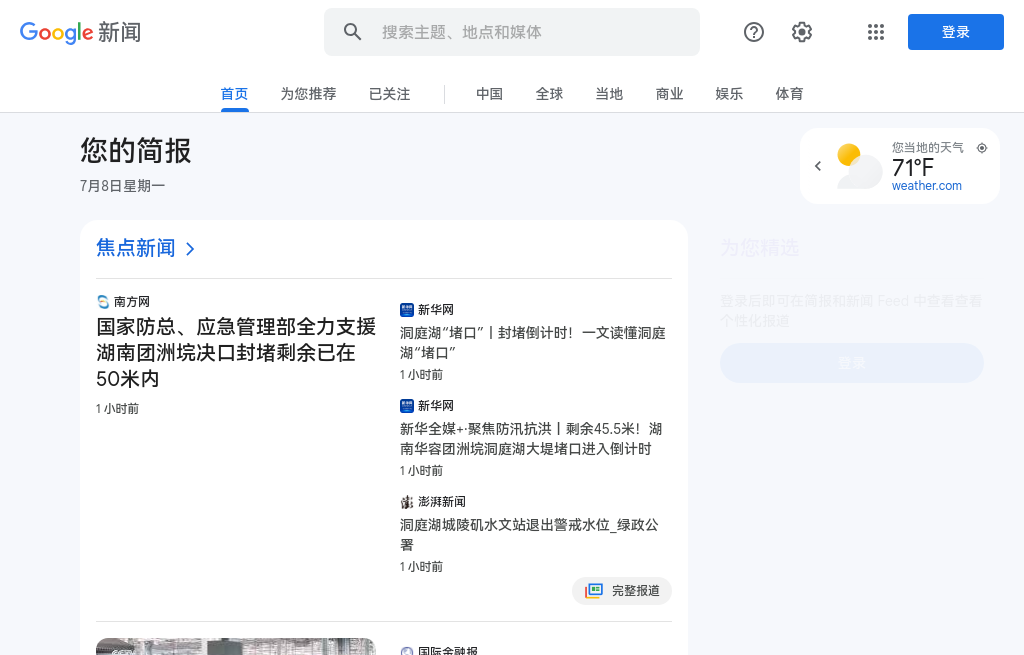 Google 新闻
搜索主题、地点和媒体
登录
首页
为您推荐
已关注
中国
全球
当地
商业
娱乐
体育
您的简报
7月8日星期一
您当地的天气
71°F
weather.com
焦点新闻
南方网
国家防总、应急管理部全力支援
湖南团洲垸决口封堵剩余已在
50米内
1 小时前
新华网
洞庭湖“堵口”丨封堵倒计时！一文读懂洞庭
湖“堵口”
1 小时前
新华网
新华全媒+·聚焦防汛抗洪丨剩余45.5米！湖
南华容团洲垸洞庭湖大堤堵口进入倒计时
1 小时前
澎湃新闻
洞庭湖城陵矶水文站退出警戒水位_绿政公
署
1 小时前
完整报道
为您精选
登录后即可在简报和新闻 Feed 中查看查看
个性化报道
登录
国际金融报